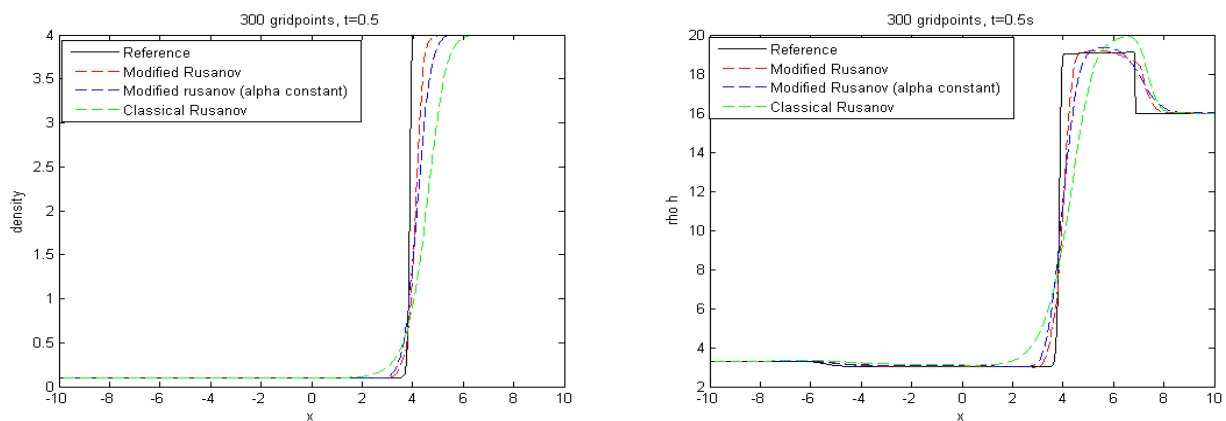 300 gridpoints, t=0.5
4
3.5
3
2.5
2
1.5
1
0.5
0
density
Reference
Modified Rusanov
Modified rusanov (alpha constant)
Classical Rusanov
-10 -8 -6 -4 -2 0 2 4 6 8 10
x
300 gridpoints, t=0.5s
20
18
16
14
12
10
8
6
4
2
rho h
Reference
Modified Rusanov
Modified rusanov (alpha constant)
Classical Rusanov
-10 -8 -6 -4 -2 0 2 4 6 8 10
x